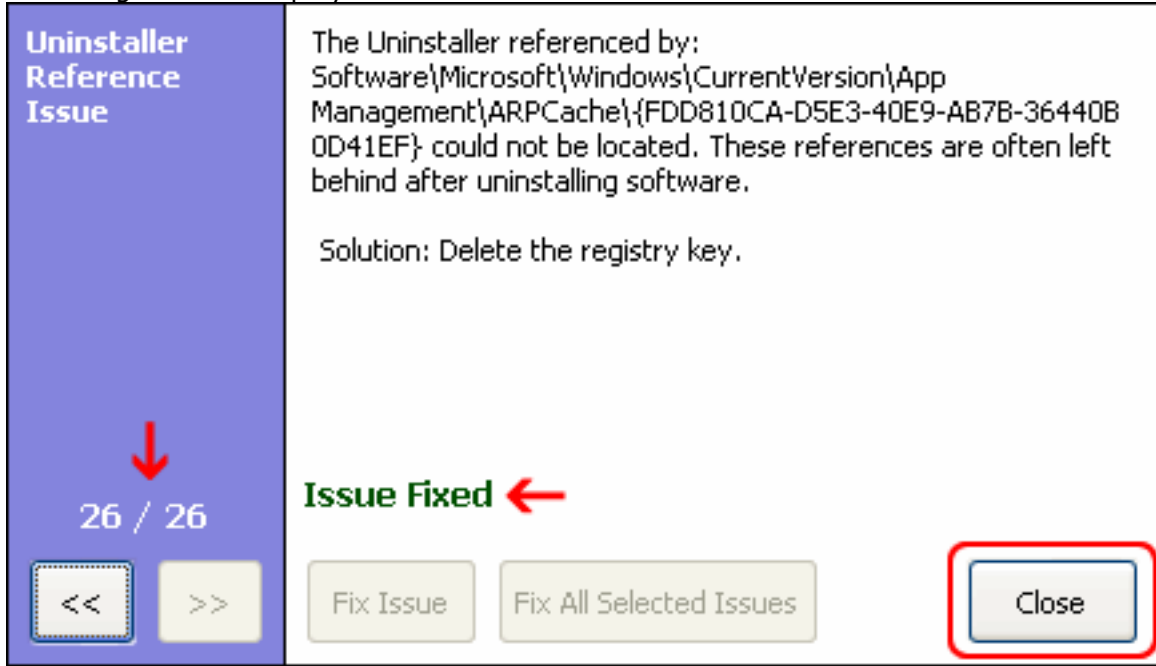 Uninstaller
Reference
Issue
The Uninstaller referenced by:
Software\Microsoft\Windows\CurrentVersion\App
Management\ARPCache\{FDD810CA-D5E3-40E9-AB7B-36440B
0D41EF} could not be located. These references are often left
behind after uninstalling software.
Solution: Delete the registry key.
26 / 26
Issue Fixed
<< >> Fix Issue Fix All Selected Issues Close